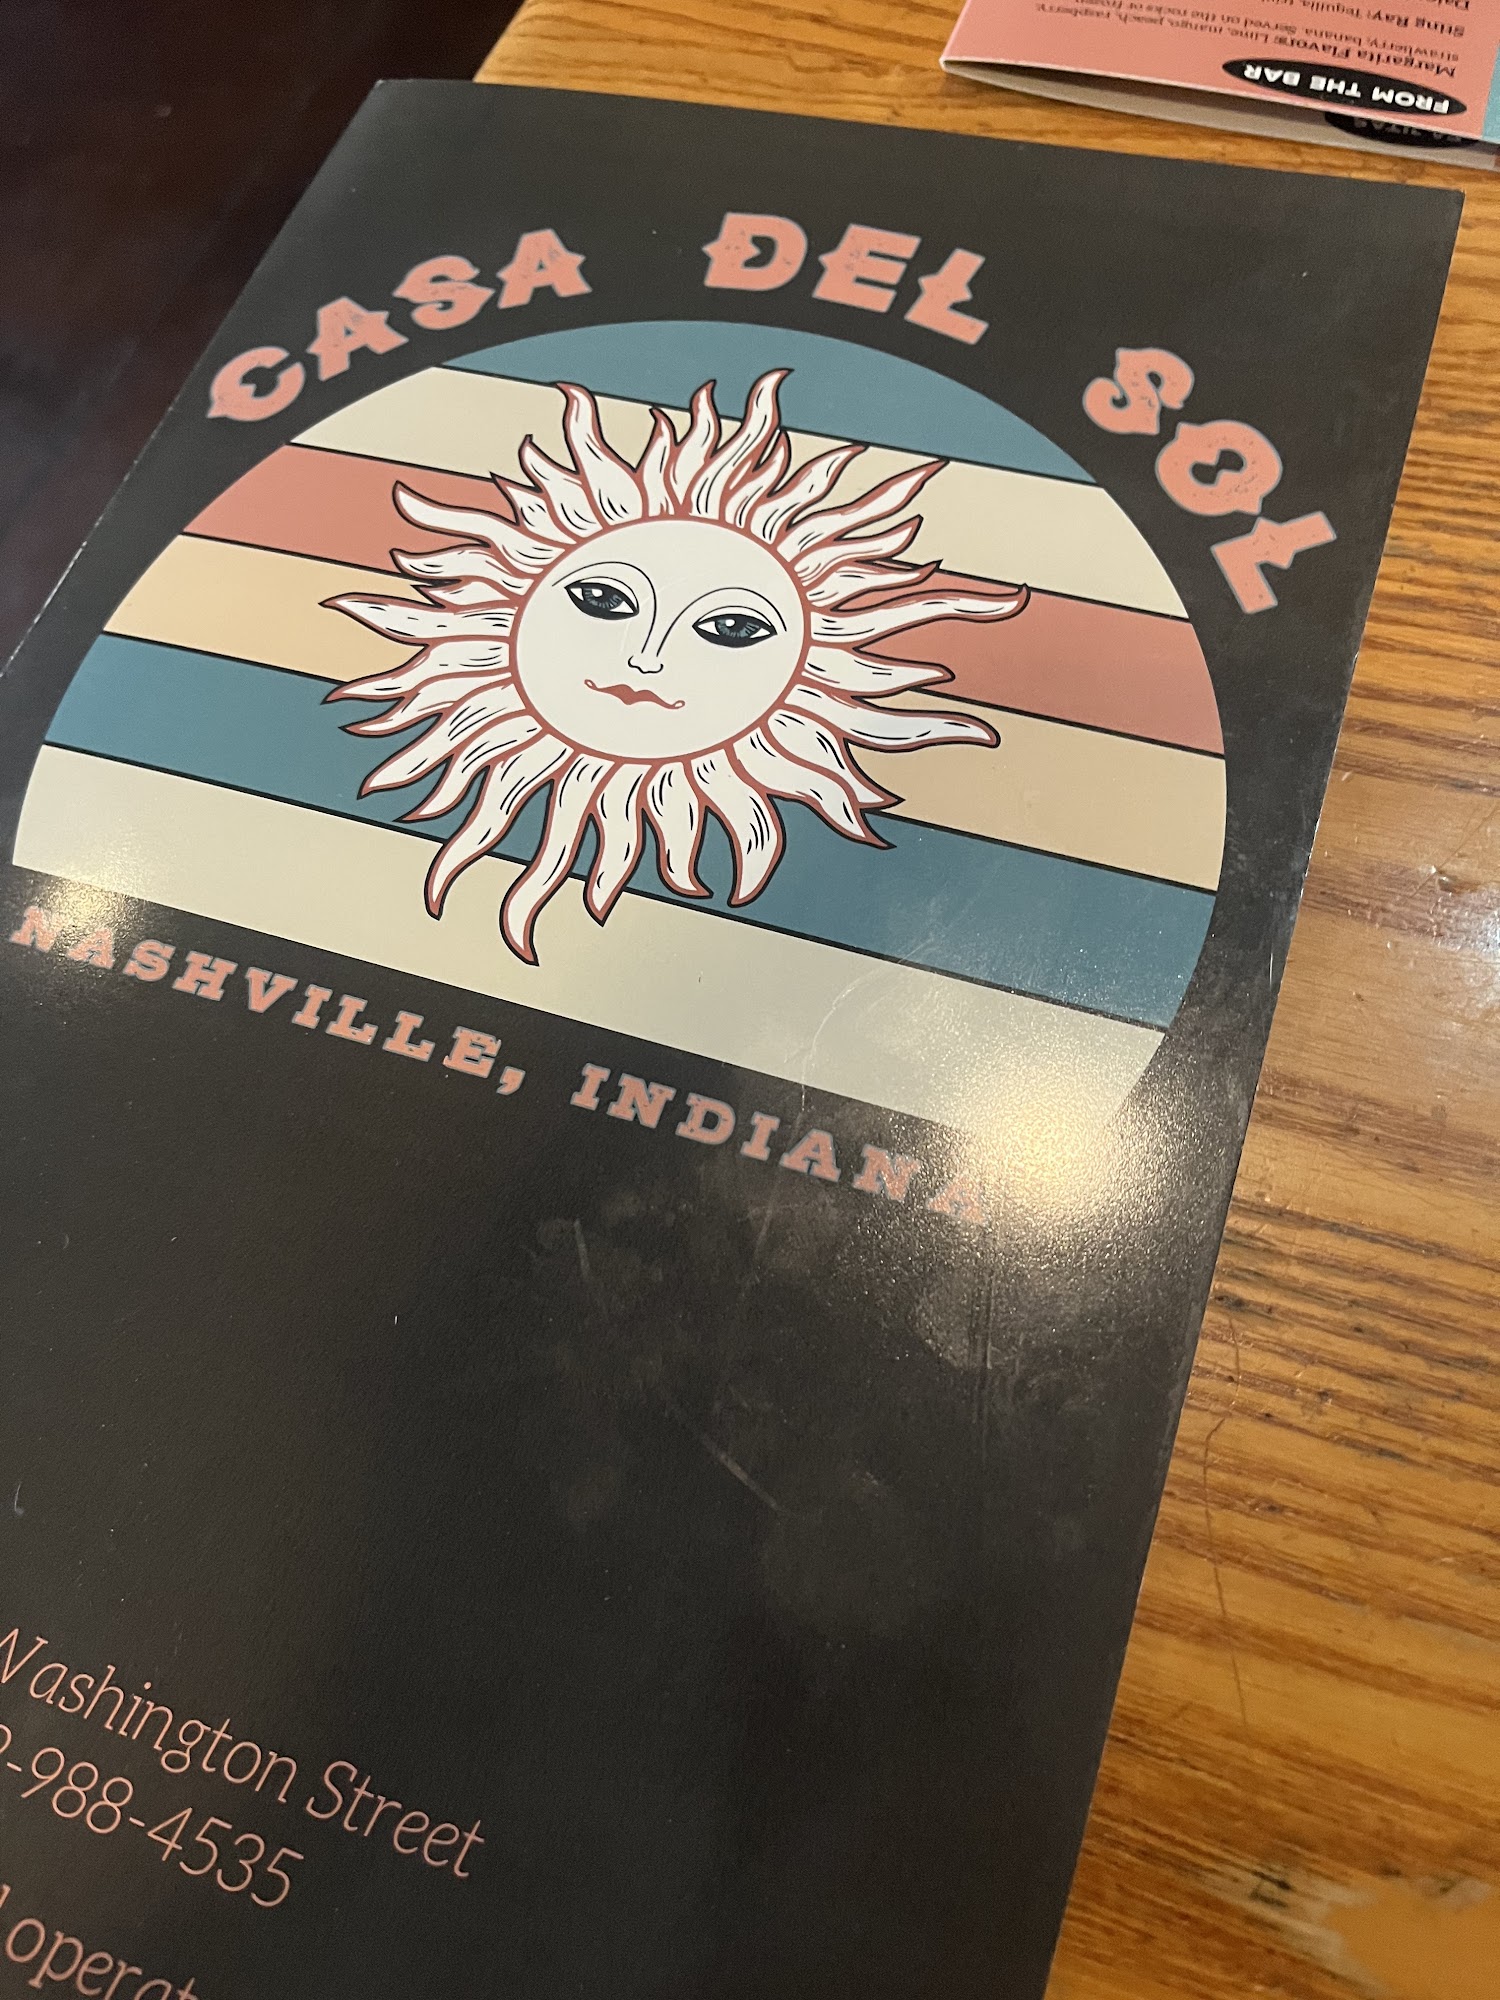 CASA DEL SOL
NASHVILLE, INDIANA
Washington Street
-988-4535
FROM THE BAR
Margarita Flavors: Lime, mango, peach, raspberry,
strawberry, banana. Served on the rocks or frozen.
Sting Ray: Tequila,
FAJITAS